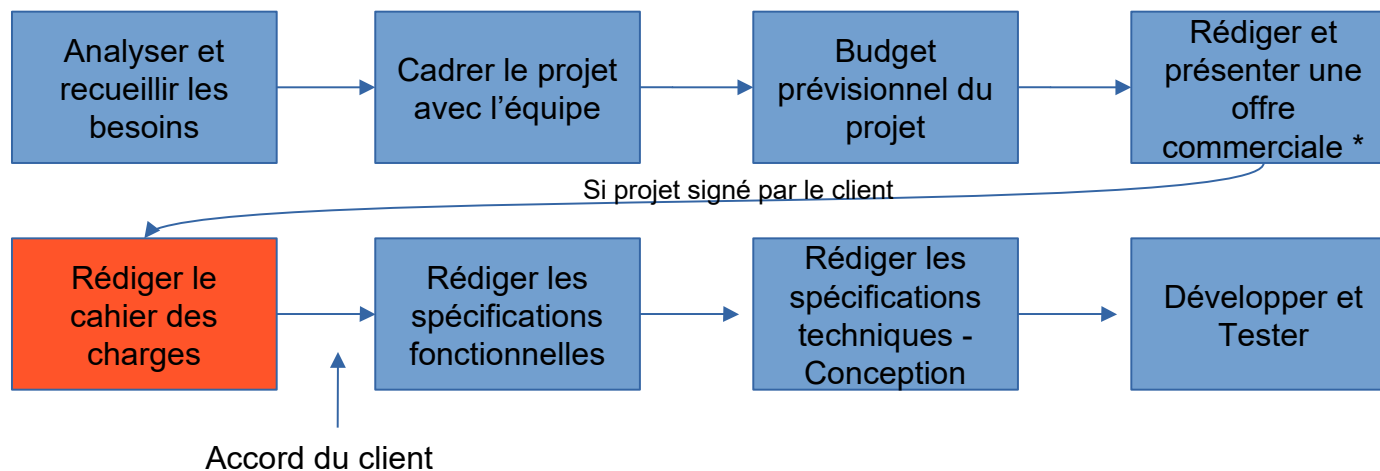 Analyser et
recueillir les
besoins
Cadrer le projet
avec l’équipe
Budget
prévisionnel du
projet
Rédiger et
présenter une
offre
commerciale *
Si projet signé par le client
Rédiger le
cahier des
charges
Rédiger les
spécifications
fonctionnelles
Rédiger les
spécifications
techniques -
Conception
Développer et
Tester
Accord du client